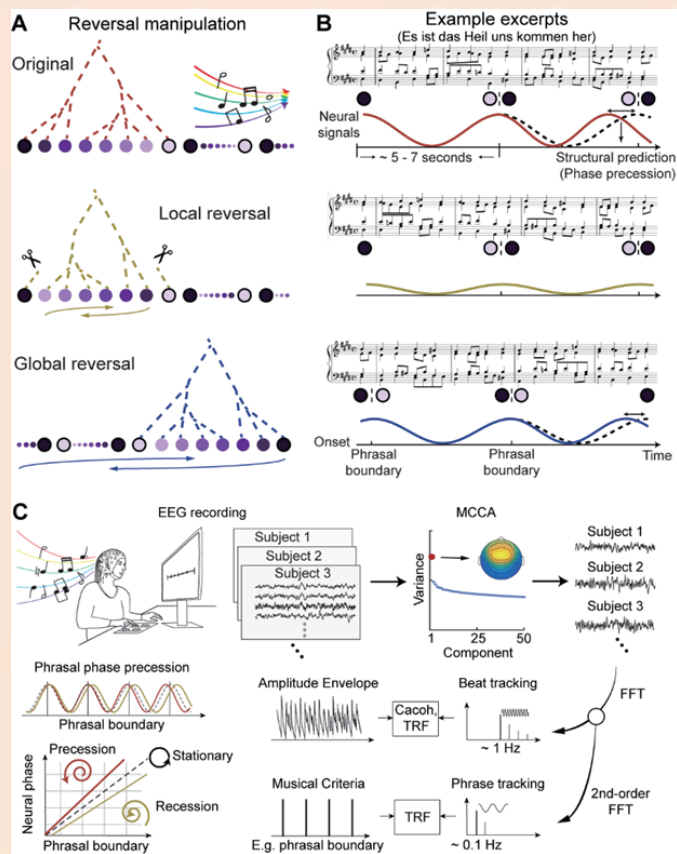 A
Reversal manipulation
Original
Local reversal
Global reversal
B
Example excerpts
(Es ist das Heil uns kommen her)
Neural
signals
~ 5 - 7 seconds
Structural prediction
(Phase precession)
Onset
Phrasal
boundary
Phrasal
boundary
Time
C
EEG recording
MCCA
Subject 1
Subject 2
Subject 3
Variance
1
25
50
Component
Subject 1
Subject 2
Subject 3
Phrasal phase precession
Phrasal boundary
Amplitude Envelope
Cacoh,
TRF
Beat tracking
~ 1 Hz
FFT
Precession
Stationary
Recession
Neural phase
Phrasal boundary
Musical Criteria
E.g. phrasal boundary
TRF
Phrase tracking
~ 0.1 Hz
2nd-order
FFT